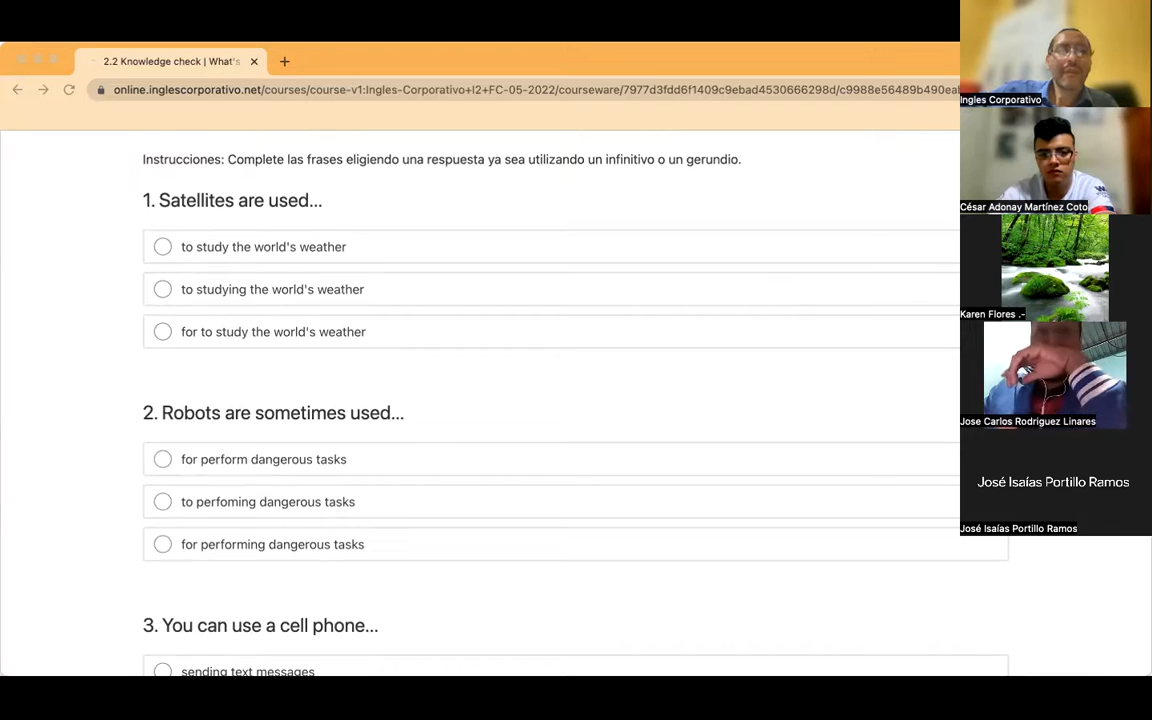 2.2 Knowledge check | What's
online.inglescorporativo.net/courses/course-v1:Ingles-Corporativo+I2+FC-05-2022/courseware/7977d3fdd6f1409c9ebad4530666298d/c9988e56489b490ea
Instrucciones: Complete las frases eligiendo una respuesta ya sea utilizando un infinitivo o un gerundio.
1. Satellites are used...
to study the world's weather
to studying the world's weather
for to study the world's weather
2. Robots are sometimes used...
for perform dangerous tasks
to perfoming dangerous tasks
for performing dangerous tasks
3. You can use a cell phone...
sending text messages
Ingles Corporativo
César Adonay Martínez Coto
Karen Flores .-
Jose Carlos Rodriguez Linares
José Isaías Portillo Ramos
José Isaías Portillo Ramos